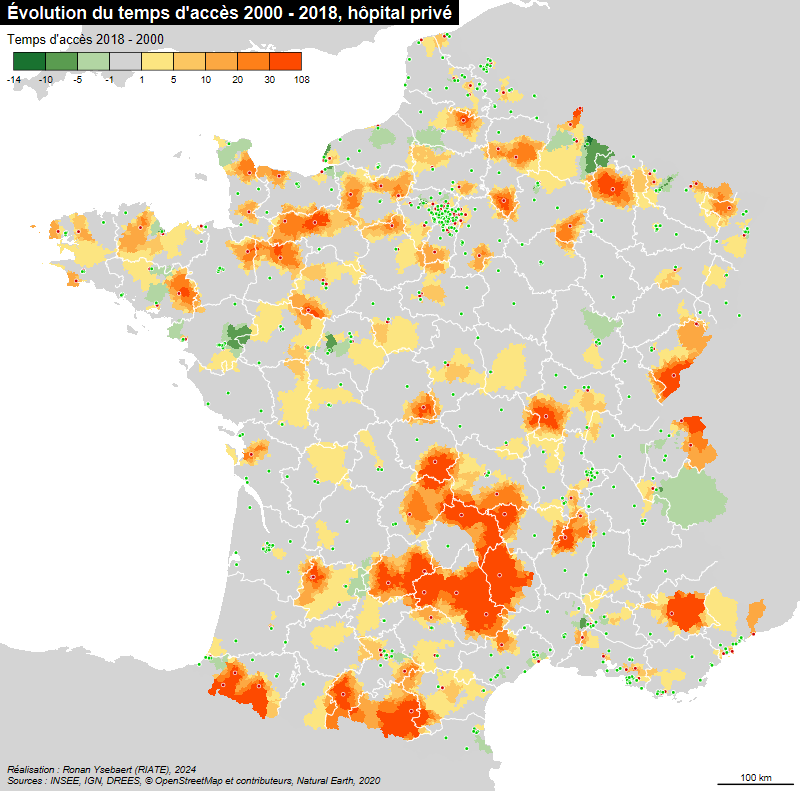 Évolution du temps d'accès 2000 - 2018, hôpital privé
Temps d'accès 2018 - 2000
-14 -10 -5 -1 1 5 10 20 30 108
Réalisation : Ronan Ysebaert (RIATE), 2024
Sources : INSEE, IGN, DREES, © OpenStreetMap et contributeurs, Natural Earth, 2020
100 km